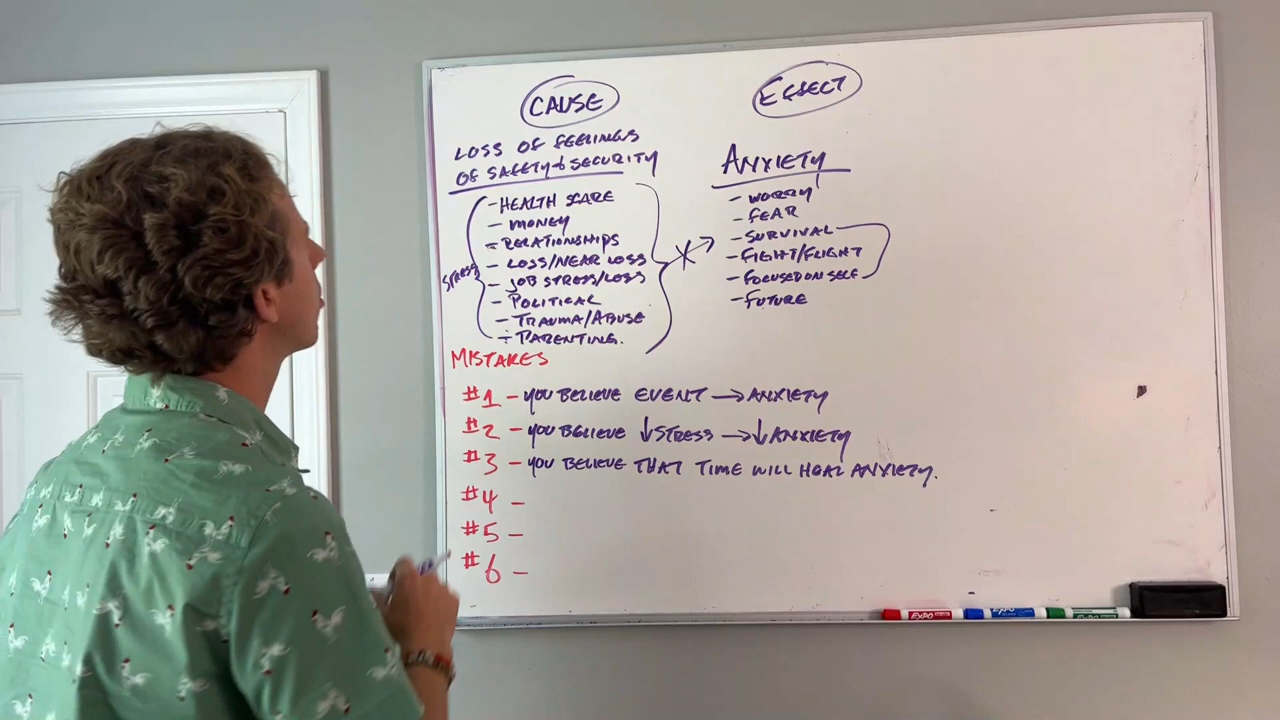 CAUSE
EFFECT
LOSS OF FEELINGS
OF SAFETY & SECURITY
STRESS
- HEALTH SCARE
- MONEY
- RELATIONSHIPS
- LOSS/NEAR LOSS
- JOB STRESS/LOSS
- POLITICAL
- TRAUMA/ABUSE
- PARENTING.
ANXIETY
- WORRY
- FEAR
- SURVIVAL
- FIGHT/FLIGHT
- FOCUSED ON SELF
- FUTURE
MISTAKES
#1 - YOU BELIEVE EVENT → ANXIETY
#2 - YOU BELIEVE ↓STRESS → ↓ANXIETY
#3 - YOU BELIEVE THAT TIME WILL HEAL ANXIETY.
#4 -
#5 -
#6 -
EXPO
EXPO